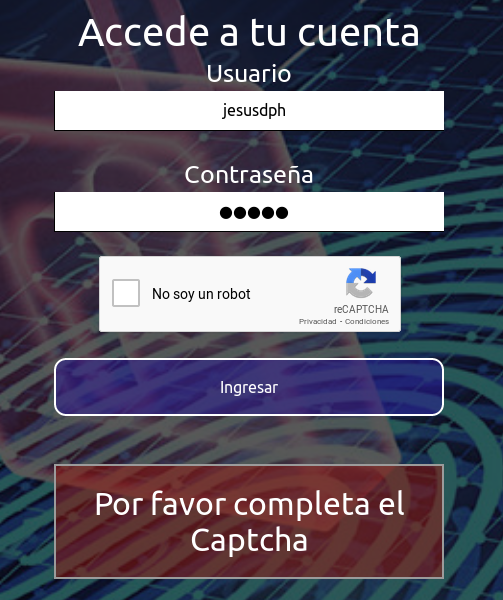 Accede a tu cuenta
Usuario
jesusdph
Contraseña
●●●●●
No soy un robot
reCAPTCHA
Privacidad - Condiciones
Ingresar
Por favor completa el
Captcha